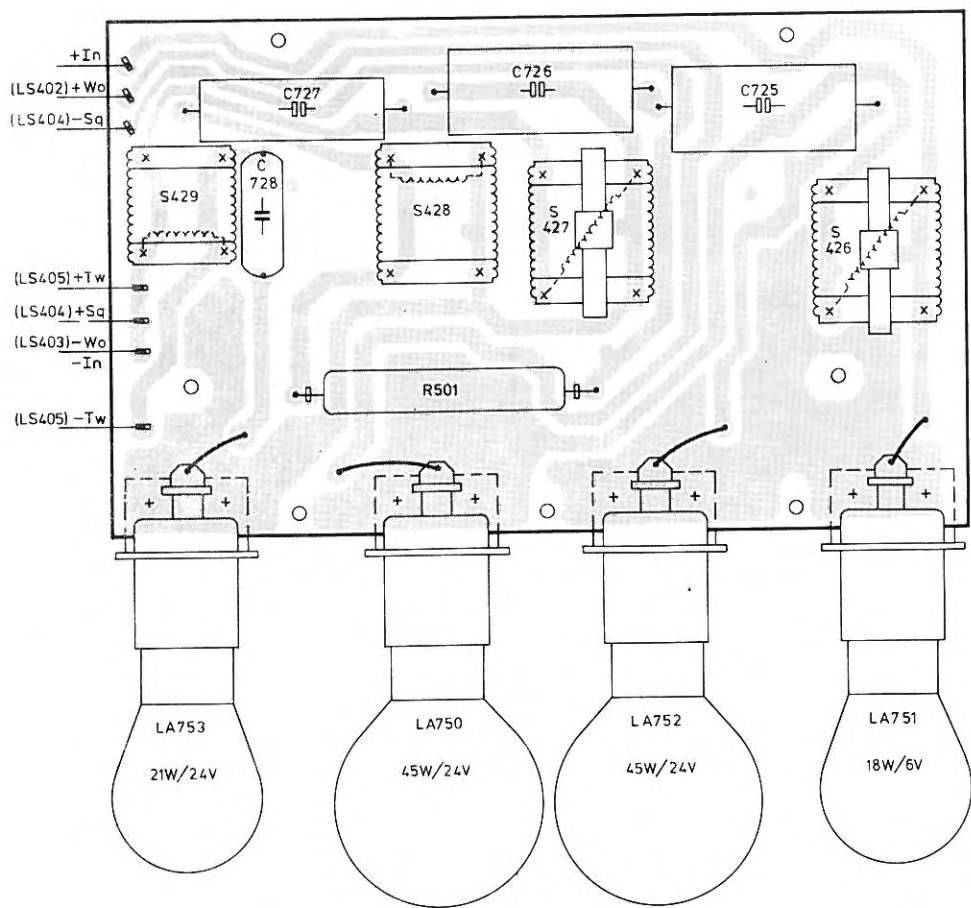 +In
(LS402)+Wo
(LS404)-Sq
C727
C726
C725
S429
C
728
S428
S
427
S
426
(LS405)+Tw
(LS404)+Sq
(LS403)-Wo
-In
R501
(LS405)-Tw
+ +
+ +
+ +
+ +
LA753
21W/24V
LA750
45W/24V
LA752
45W/24V
LA751
18W/6V